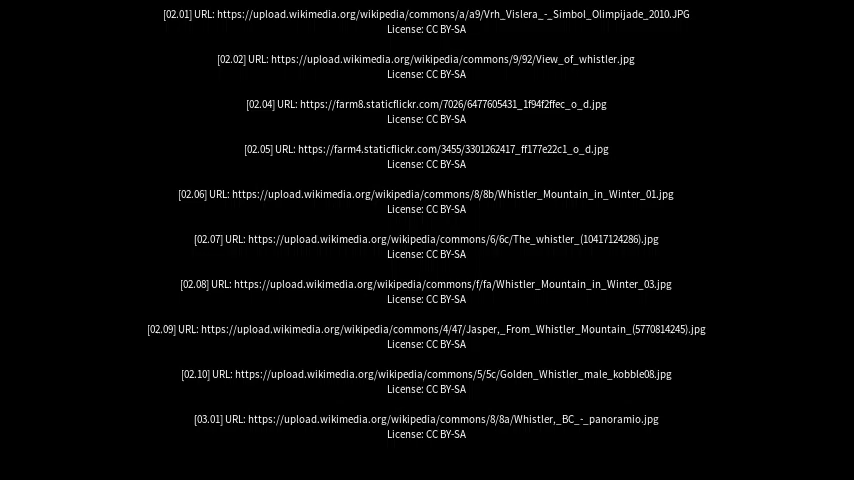 [02.01] URL: https://upload.wikimedia.org/wikipedia/commons/a/a9/Vrh_Vislera_-_Simbol_Olimpijade_2010.JPG
License: CC BY-SA
[02.02] URL: https://upload.wikimedia.org/wikipedia/commons/9/92/View_of_whistler.jpg
License: CC BY-SA
[02.04] URL: https://farm8.staticflickr.com/7026/6477605431_1f94f2ffec_o_d.jpg
License: CC BY-SA
[02.05] URL: https://farm4.staticflickr.com/3455/3301262417_ff177e22c1_o_d.jpg
License: CC BY-SA
[02.06] URL: https://upload.wikimedia.org/wikipedia/commons/8/8b/Whistler_Mountain_in_Winter_01.jpg
License: CC BY-SA
[02.07] URL: https://upload.wikimedia.org/wikipedia/commons/6/6c/The_whistler_(10417124286).jpg
License: CC BY-SA
[02.08] URL: https://upload.wikimedia.org/wikipedia/commons/f/fa/Whistler_Mountain_in_Winter_03.jpg
License: CC BY-SA
[02.09] URL: https://upload.wikimedia.org/wikipedia/commons/4/47/Jasper,_From_Whistler_Mountain_(5770814245).jpg
License: CC BY-SA
[02.10] URL: https://upload.wikimedia.org/wikipedia/commons/5/5c/Golden_Whistler_male_kobble08.jpg
License: CC BY-SA
[03.01] URL: https://upload.wikimedia.org/wikipedia/commons/8/8a/Whistler,_BC_-_panoramio.jpg
License: CC BY-SA